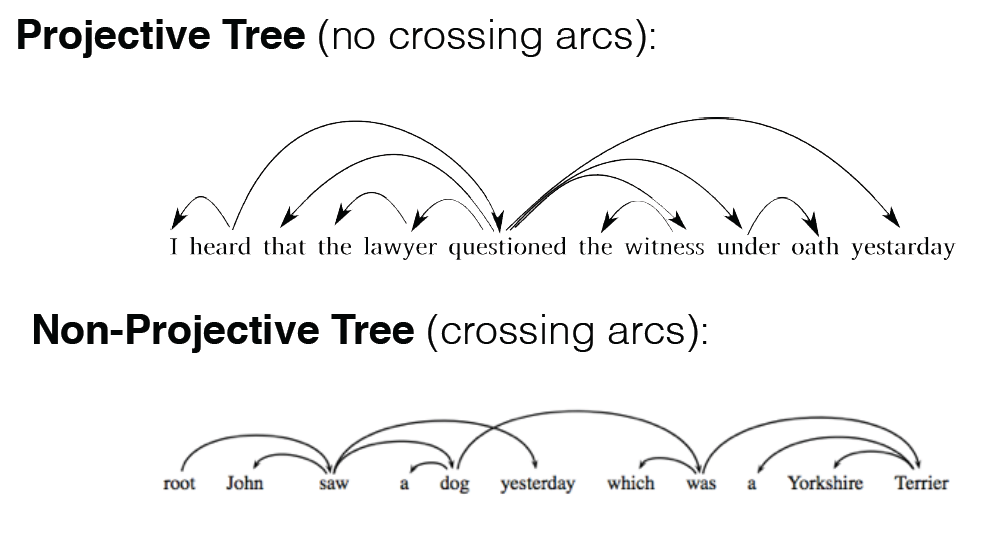 Projective Tree (no crossing arcs):
I heard that the lawyer questioned the witness under oath yestarday
Non-Projective Tree (crossing arcs):
root John saw a dog yesterday which was a Yorkshire Terrier